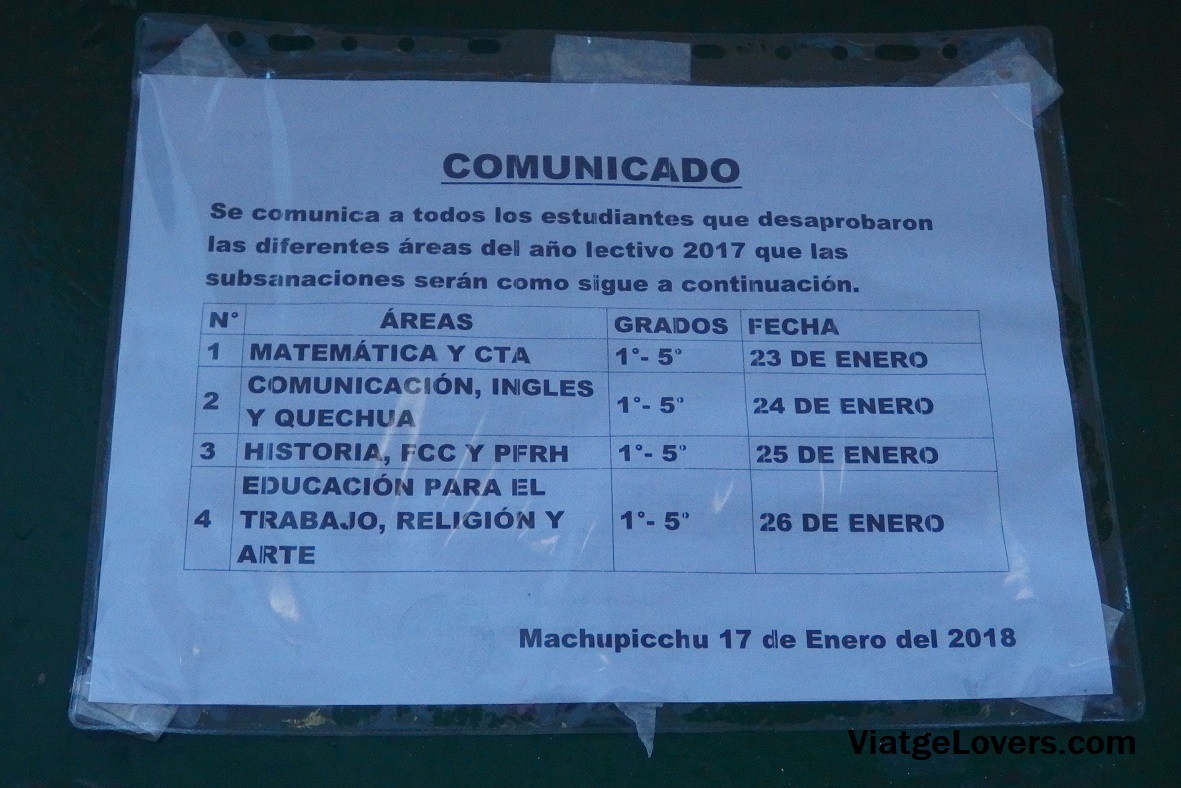 COMUNICADO
Se comunica a todos los estudiantes que desaprobaron
las diferentes áreas del año lectivo 2017 que las
subsanaciones serán como sigue a continuación.
N° ÁREAS GRADOS FECHA
1 MATEMÁTICA Y CTA 1°- 5° 23 DE ENERO
2 COMUNICACIÓN, INGLES
Y QUECHUA 1°- 5° 24 DE ENERO
3 HISTORIA, FCC Y PFRH 1°- 5° 25 DE ENERO
4 EDUCACIÓN PARA EL
TRABAJO, RELIGIÓN Y
ARTE 1°- 5° 26 DE ENERO
Machupicchu 17 de Enero del 2018
ViatgeLovers.com